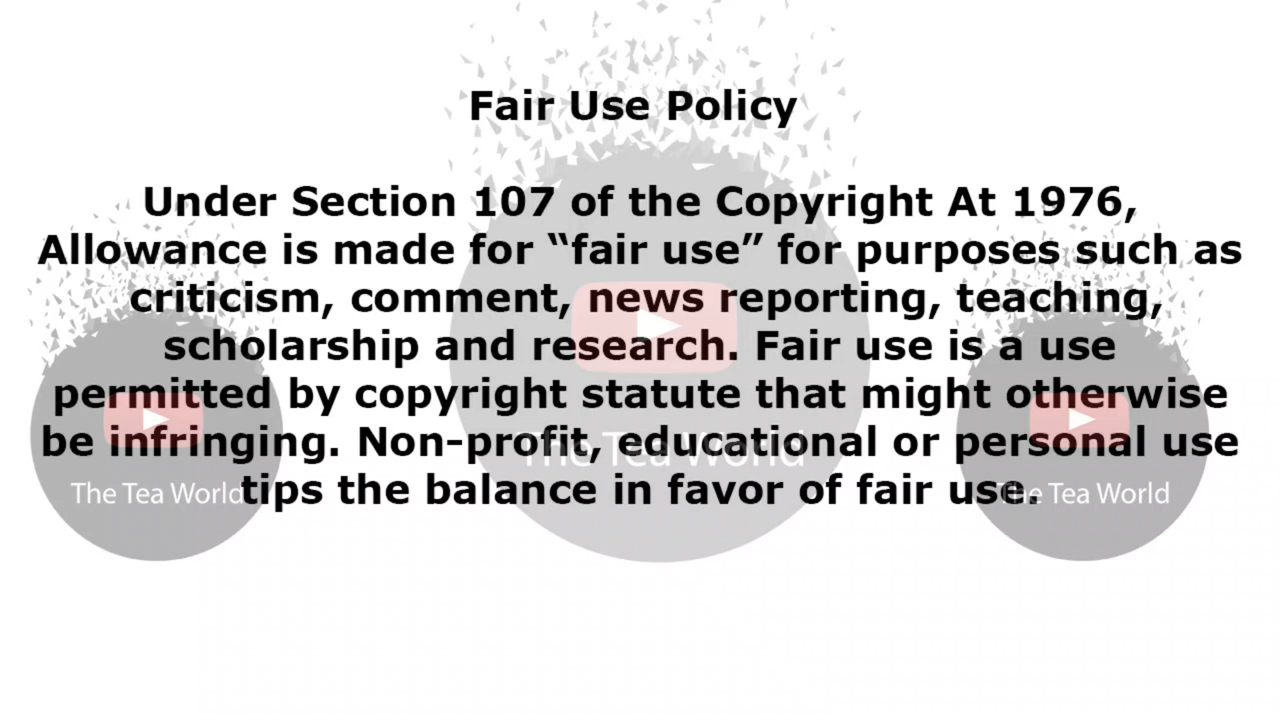 Fair Use Policy
Under Section 107 of the Copyright At 1976,
Allowance is made for “fair use” for purposes such as
criticism, comment, news reporting, teaching,
scholarship and research. Fair use is a use
permitted by copyright statute that might otherwise
be infringing. Non-profit, educational or personal use
tips the balance in favor of fair use.
The Tea World
The Tea World
The Tea World